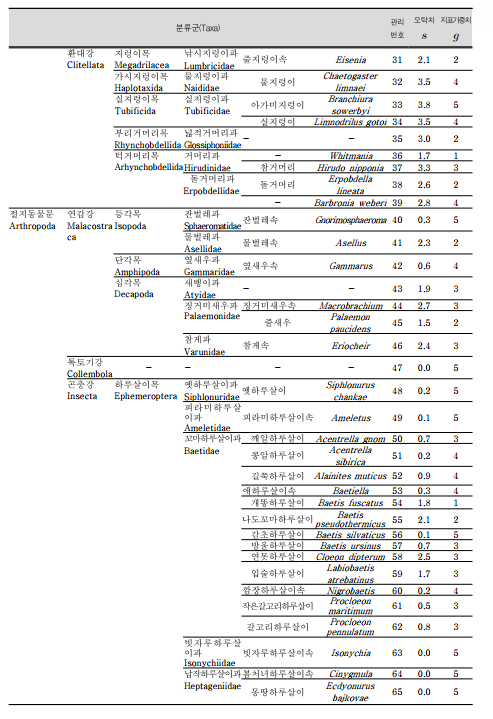 분류군(Taxa) 관리번호 오탁치 s 지표가중치 g
환대강 Clitellata 지렁이목 Megadrilacea 낚시지렁이과 Lumbricidae 줄지렁이속 Eisenia 31 2.1 2
가시지렁이목 Haplotaxida 물지렁이과 Naididae 물지렁이 Chaetogaster limnaei 32 3.5 4
실지렁이목 Tubificida 실지렁이과 Tubificidae 아가미지렁이 Branchiura sowerbyi 33 3.8 5
실지렁이 Limnodrilus gotoi 34 3.5 4
부리거머리목 Rhynchobdellida 넓적거머리과 Glossiphoniidae － － 35 3.0 2
턱거머리목 Arhynchobdellida 거머리과 Hirudinidae － Whitmania 36 1.7 1
참거머리 Hirudo nipponia 37 3.3 3
돌거머리과 Erpobdellidae 돌거머리 Erpobdella lineata 38 2.6 2
－ Barbronia weberi 39 2.8 4
절지동물문 Arthropoda 연갑강 Malacostraca 등각목 Isopoda 잔벌레과 Sphaeromatidae 잔벌레속 Gnorimosphaeroma 40 0.3 5
물벌레과 Asellidae 물벌레속 Asellus 41 2.3 2
단각목 Amphipoda 옆새우과 Gammaridae 옆새우속 Gammarus 42 0.6 4
십각목 Decapoda 새뱅이과 Atyidae － － 43 1.9 3
징거미새우과 Palaemonidae 징거미새우속 Macrobrachium 44 2.7 3
줄새우 Palaemon paucidens 45 1.5 2
참게과 Varunidae 참게속 Eriocheir 46 2.4 3
톡토기강 Collembola － － － － 47 0.0 5
곤충강 Insecta 하루살이목 Ephemeroptera 옛하루살이과 Siphlonuridae 옛하루살이 Siphlonurus chankae 48 0.2 5
피라미하루살이과 Ameletidae 피라미하루살이속 Ameletus 49 0.1 5
꼬마하루살이과 Baetidae 깨알하루살이 Acentrella gnom 50 0.7 3
콩알하루살이 Acentrella sibirica 51 0.2 4
길쭉하루살이 Alainites muticus 52 0.9 4
애하루살이속 Baetiella 53 0.3 4
개똥하루살이 Baetis fuscatus 54 1.8 1
나도꼬마하루살이 Baetis pseudothermicus 55 2.1 2
감초하루살이 Baetis silvaticus 56 0.1 5
방울하루살이 Baetis ursinus 57 0.7 3
연못하루살이 Cloeon dipterum 58 2.5 3
입술하루살이 Labiobaetis atrebatinus 59 1.7 3
깜장하루살이속 Nigrobaetis 60 0.2 4
작은갈고리하루살이 Procloeon maritimum 61 0.5 3
갈고리하루살이 Procloeon pennulatum 62 0.8 3
빗자루하루살이과 Isonychiidae 빗자루하루살이속 Isonychia 63 0.0 5
납작하루살이과 Heptageniidae 봄처녀하루살이속 Cinygmula 64 0.0 5
몽땅하루살이 Ecdyonurus bajkovae 65 0.0 5